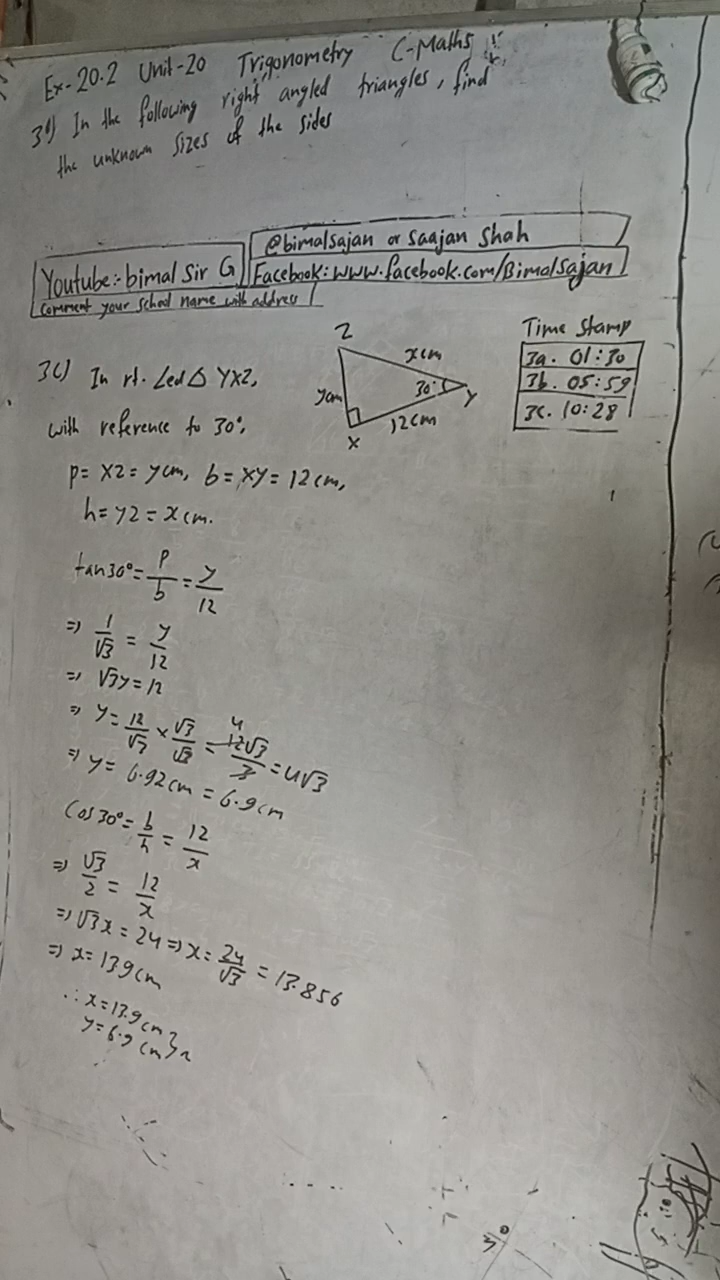 Ex-20.2 Unit-20 Trigonometry C-Maths
3°) In the following right angled triangles, find
the unknown sizes of the sides
Youtube:- bimal Sir G
@bimalsajan or Saajan Shah
Facebook: www.facebook.com/Bimalsajan
Comment your school name with address
Time Stamp
3a. 01:30
3b. 05:59
3c. 10:28
Z
x cm
y cm
30°
Y
12 cm
X
3c) In rt. ∠ed Δ YXZ,
with reference to 30°,
p = XZ = y cm, b = XY = 12 cm,
h = YZ = x cm.
tan30° = p/b = y/12
⇒ 1/√3 = y/12
⇒ √3y = 12
⇒ y = 12/√3 × √3/√3 = 12√3/3 = 4√3
4
⇒ y = 6.92 cm = 6.9 cm
Cos30° = b/h = 12/x
⇒ √3/2 = 12/x
⇒ √3x = 24 ⇒ x = 24/√3 = 13.856
⇒ x = 13.9 cm
∴ x = 13.9 cm
y = 6.9 cm